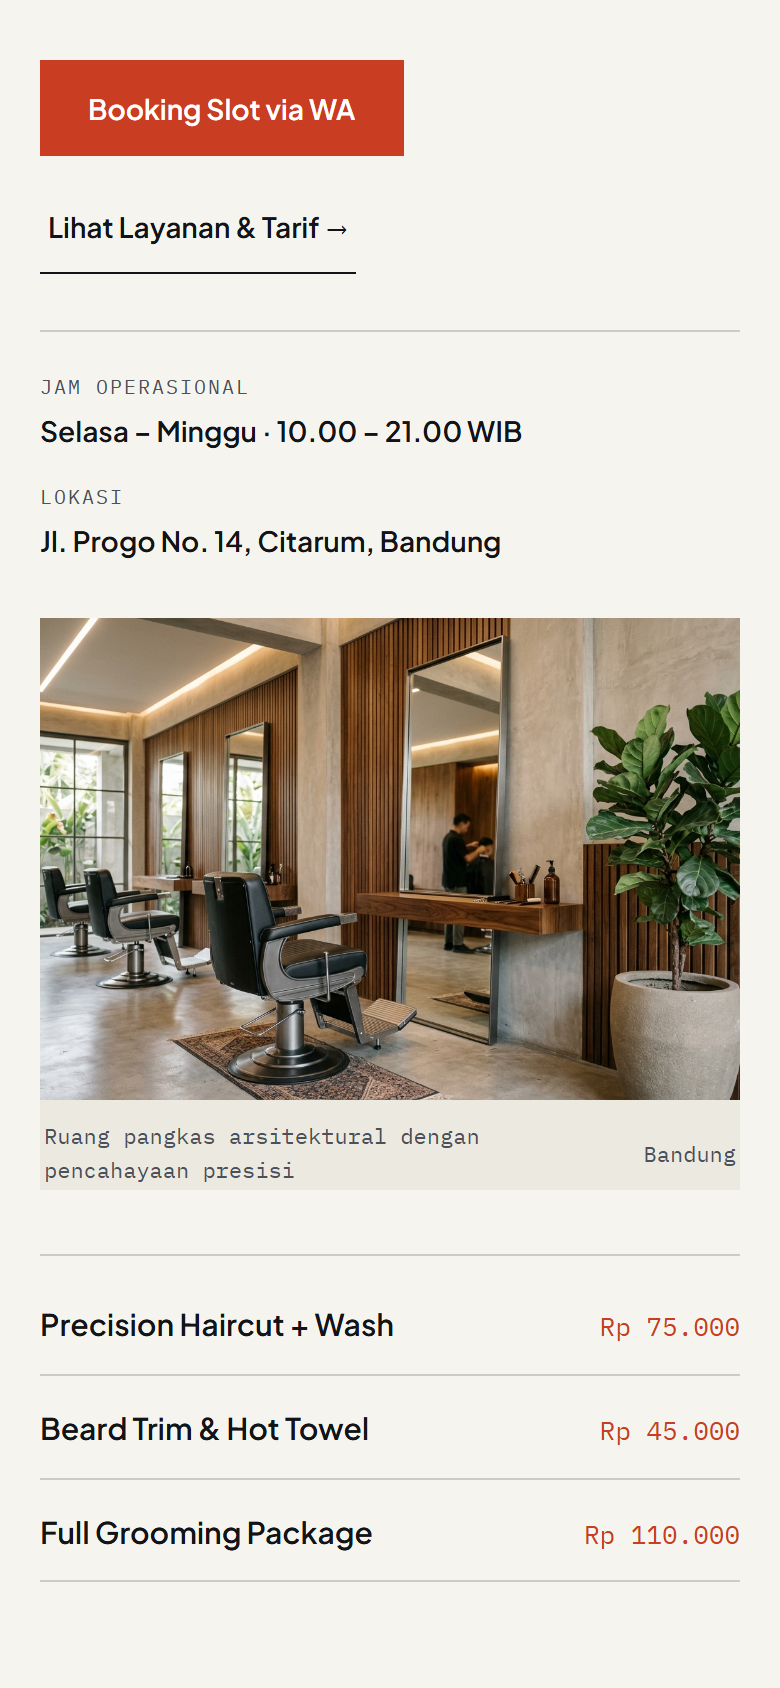 Booking Slot via WA
Lihat Layanan & Tarif →
JAM OPERASIONAL
Selasa – Minggu · 10.00 – 21.00 WIB
LOKASI
Jl. Progo No. 14, Citarum, Bandung
Ruang pangkas arsitektural dengan
pencahayaan presisi
Bandung
Precision Haircut + Wash Rp 75.000
Beard Trim & Hot Towel Rp 45.000
Full Grooming Package Rp 110.000